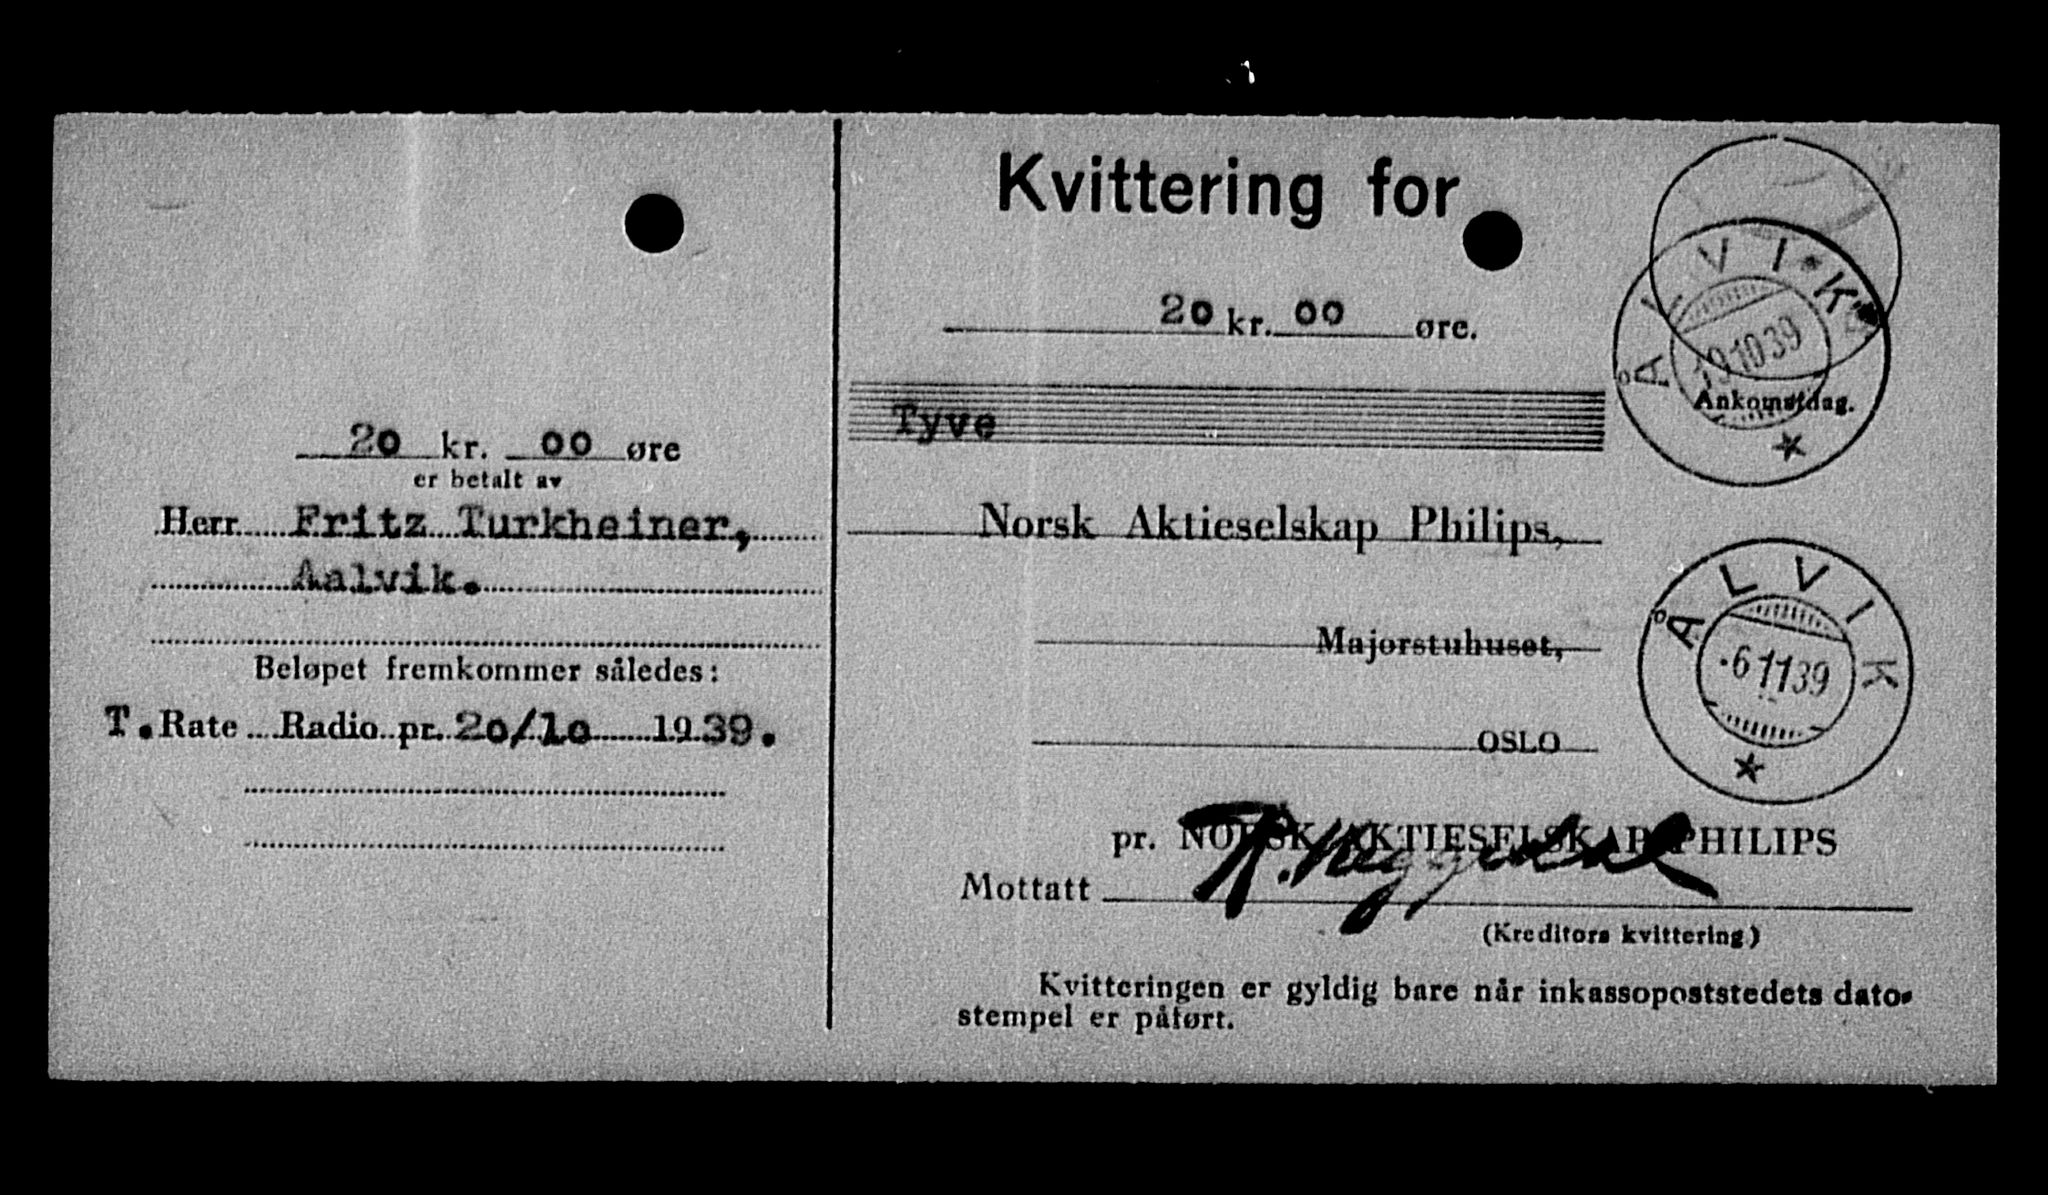 20 kr. 00 øre
er betalt av
Herr Fritz Turkheiner,
Aalvik.
Beløpet fremkommer således:
T. Rate Radio pr. 20/10 1939.
Kvittering for
20 kr. 00 øre.
Tyve
Norsk Aktieselskap Philips,
Majorstuhuset,
OSLO
pr. NORSK AKTIESELSKAP PHILIPS
Mottatt
(Kreditors kvittering)
Kvitteringen er gyldig bare når inkassopoststedets dato-
stempel er påført.
ÅLVIK
19 10 39
Ankomstdag.
ÅLVIK
-6 11 39